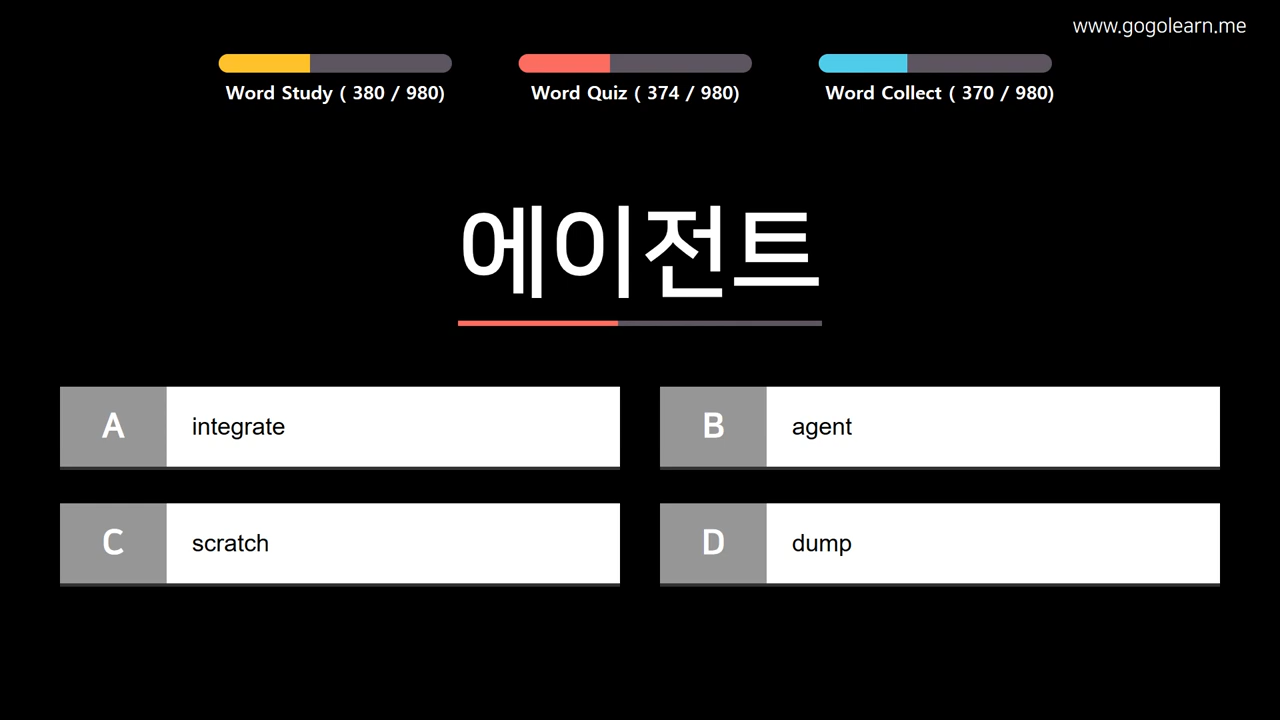 www.gogolearn.me
Word Study ( 380 / 980)
Word Quiz ( 374 / 980)
Word Collect ( 370 / 980)
에이전트
A integrate
B agent
C scratch
D dump